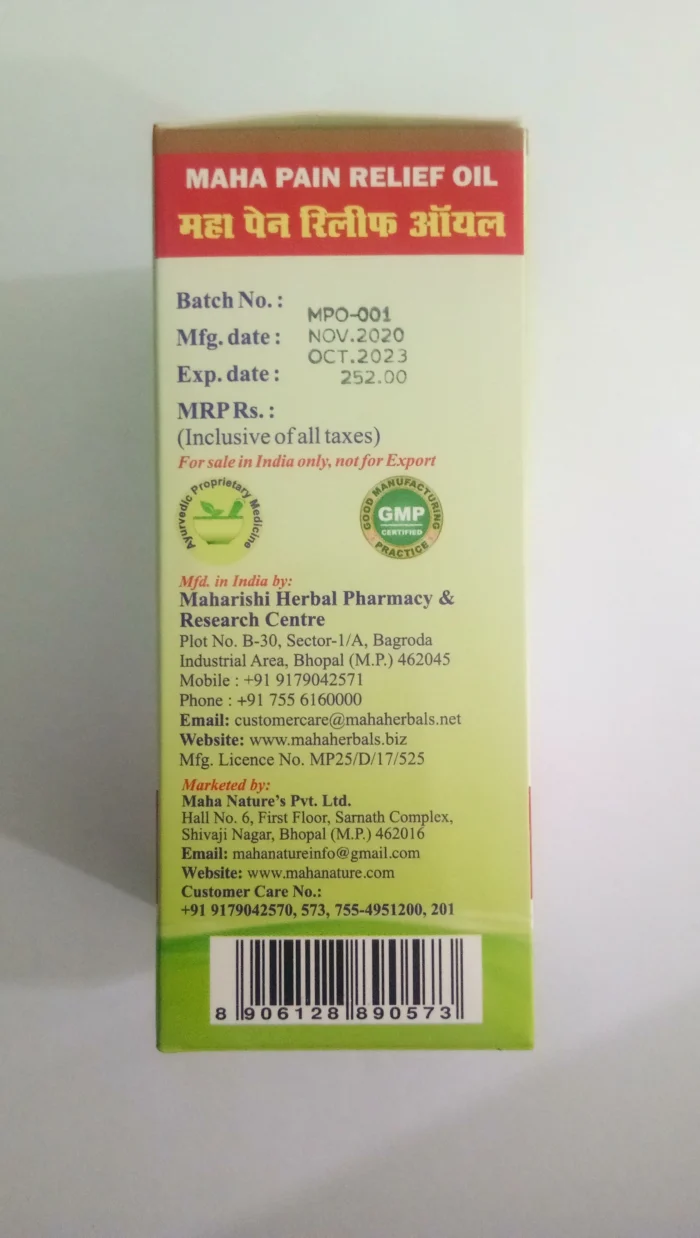 MAHA PAIN RELIEF OIL
महा पेन रिलीफ ऑयल
Batch No. : MPO-001
Mfg. date : NOV.2020
Exp. date : OCT.2023
MRP Rs. : 252.00
(Inclusive of all taxes)
For sale in India only, not for Export
Ayurvedic Proprietary Medicine
GOOD MANUFACTURING
GMP
CERTIFIED
PRACTICE
Mfd. in India by:
Maharishi Herbal Pharmacy &
Research Centre
Plot No. B-30, Sector-1/A, Bagroda
Industrial Area, Bhopal (M.P.) 462045
Mobile : +91 9179042571
Phone : +91 755 6160000
Email: customercare@mahaherbals.net
Website: www.mahaherbals.biz
Mfg. Licence No. MP25/D/17/525
Marketed by:
Maha Nature's Pvt. Ltd.
Hall No. 6, First Floor, Sarnath Complex,
Shivaji Nagar, Bhopal (M.P.) 462016
Email: mahanatureinfo@gmail.com
Website: www.mahanature.com
Customer Care No.:
+91 9179042570, 573, 755-4951200, 201
8 906128 890573